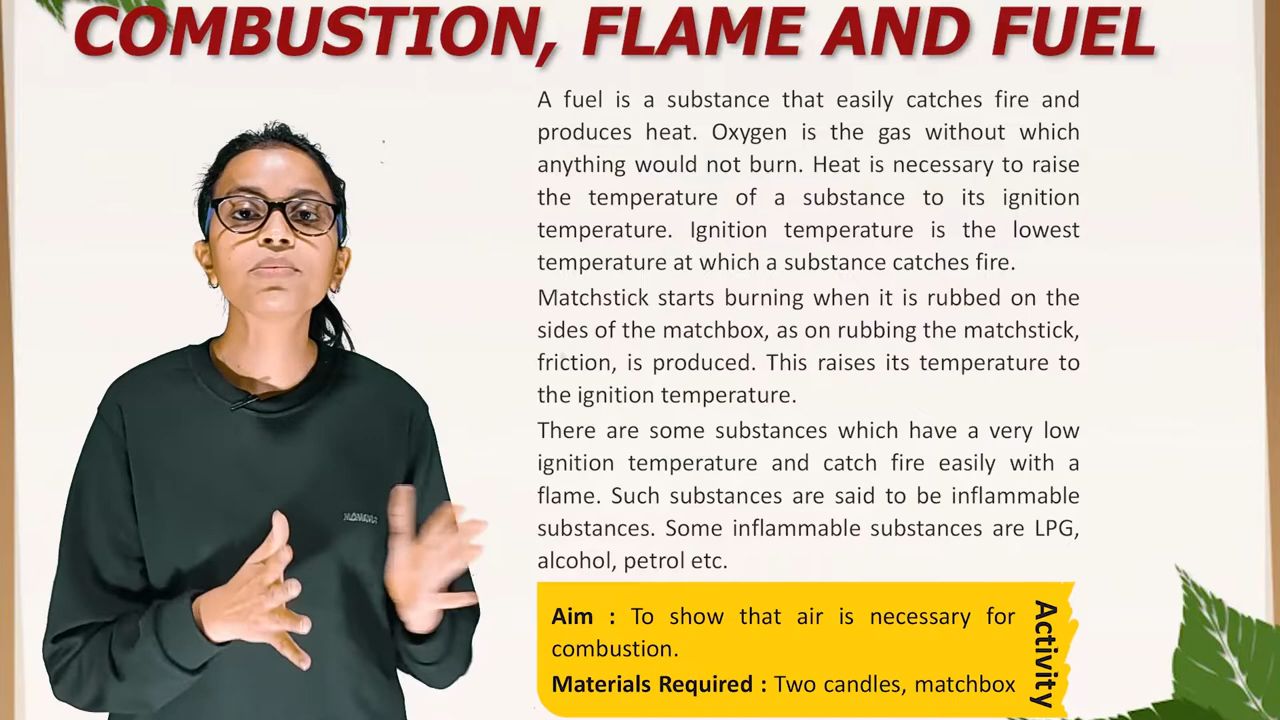 COMBUSTION, FLAME AND FUEL
A fuel is a substance that easily catches fire and
produces heat. Oxygen is the gas without which
anything would not burn. Heat is necessary to raise
the temperature of a substance to its ignition
temperature. Ignition temperature is the lowest
temperature at which a substance catches fire.
Matchstick starts burning when it is rubbed on the
sides of the matchbox, as on rubbing the matchstick,
friction, is produced. This raises its temperature to
the ignition temperature.
There are some substances which have a very low
ignition temperature and catch fire easily with a
flame. Such substances are said to be inflammable
substances. Some inflammable substances are LPG,
alcohol, petrol etc.
Aim : To show that air is necessary for
combustion.
Materials Required : Two candles, matchbox
Activity